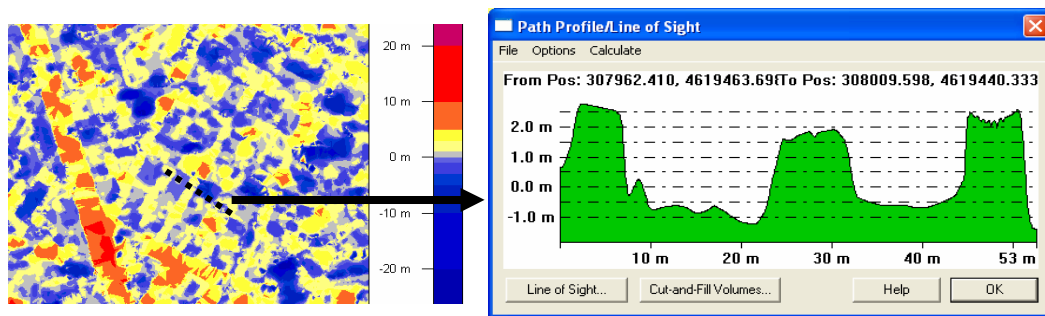 20 m
10 m
0 m
-10 m
-20 m
Path Profile/Line of Sight
File Options Calculate
From Pos: 307962.410, 4619463.698To Pos: 308009.598, 4619440.333
2.0 m
1.0 m
0.0 m
-1.0 m
10 m 20 m 30 m 40 m 53 m
Line of Sight... Cut-and-Fill Volumes... Help OK